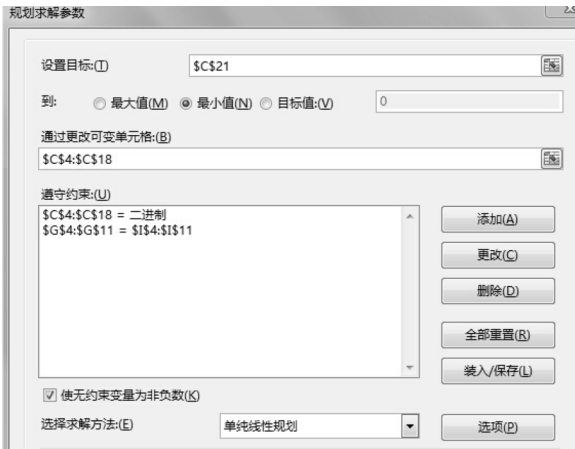 规划求解参数
设置目标:(T) $C$21
到: 最大值(M) 最小值(N) 目标值:(V) 0
通过更改可变单元格:(B)
$C$4:$C$18
遵守约束:(U)
$C$4:$C$18 = 二进制
$G$4:$G$11 = $I$4:$I$11
添加(A)
更改(C)
删除(D)
全部重置(R)
装入/保存(L)
使无约束变量为非负数(K)
选择求解方法:(E) 单纯线性规划 选项(P)